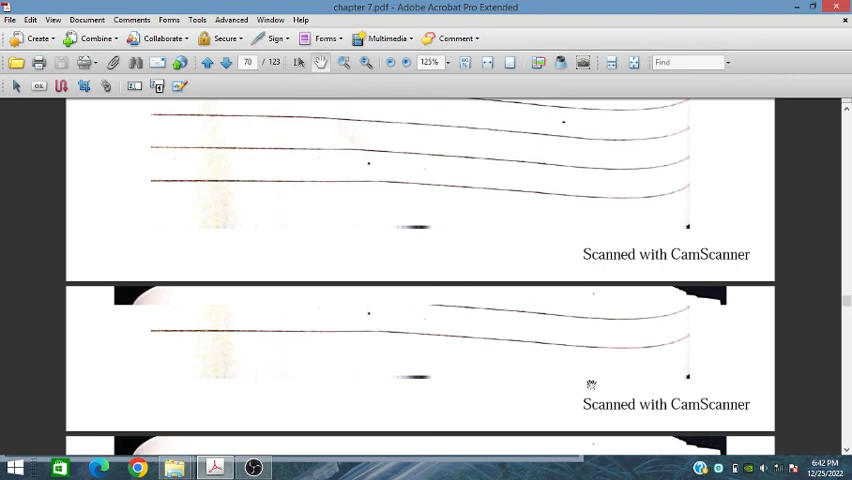 chapter 7.pdf - Adobe Acrobat Pro Extended
File Edit View Document Comments Forms Tools Advanced Window Help
Create Combine Collaborate Secure Sign Forms Multimedia Comment
70 / 123 125% Find
Scanned with CamScanner
Scanned with CamScanner
6:42 PM
12/25/2022